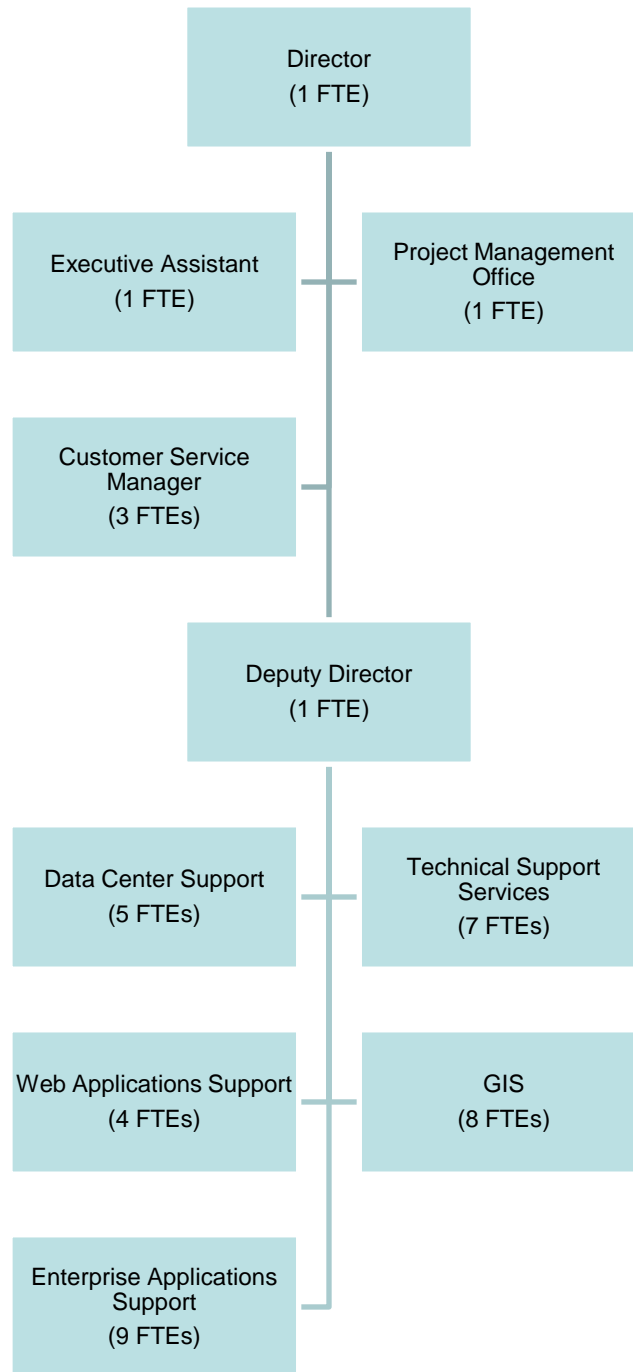 Director
(1 FTE)
Executive Assistant
(1 FTE)
Project Management
Office
(1 FTE)
Customer Service
Manager
(3 FTEs)
Deputy Director
(1 FTE)
Data Center Support
(5 FTEs)
Technical Support
Services
(7 FTEs)
Web Applications Support
(4 FTEs)
GIS
(8 FTEs)
Enterprise Applications
Support
(9 FTEs)